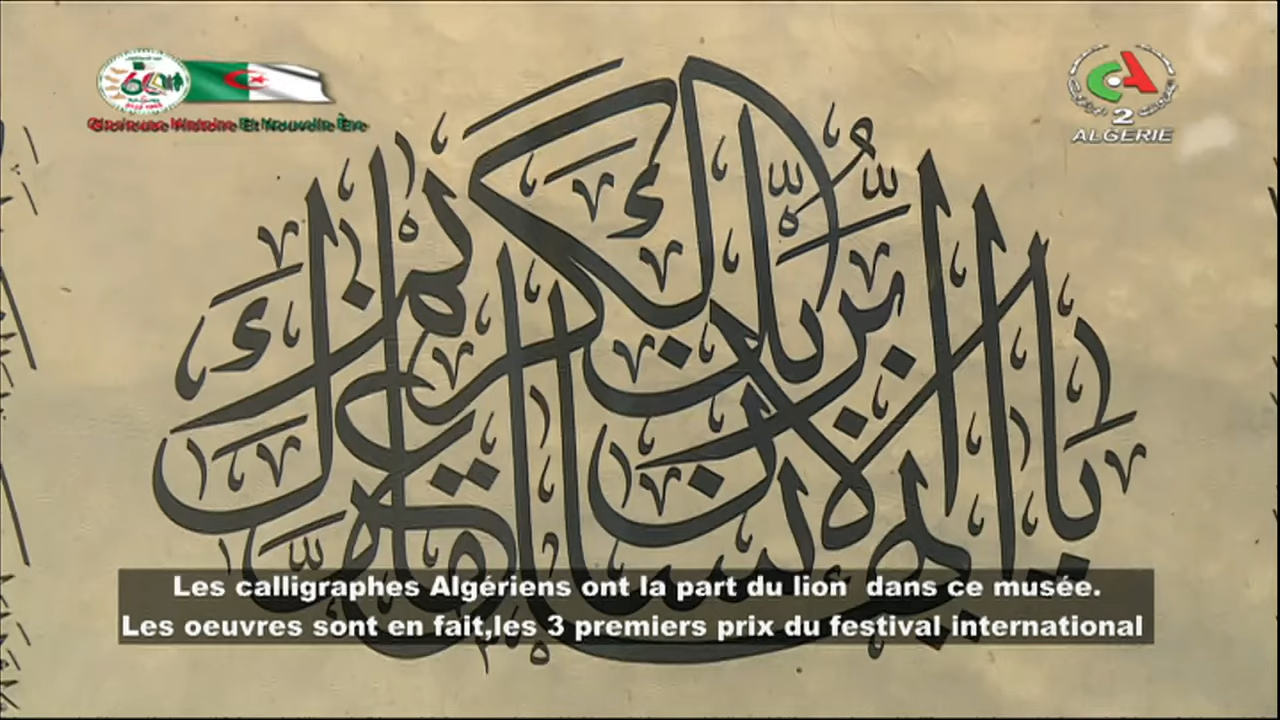 60
Glorieuse Histoire Et Nouvelle Ère
2
ALGERIE
يا أيها الإنسان ما غرك بربك الكريم
Les calligraphes Algériens ont la part du lion  dans ce musée.
Les oeuvres sont en fait,les 3 premiers prix du festival international